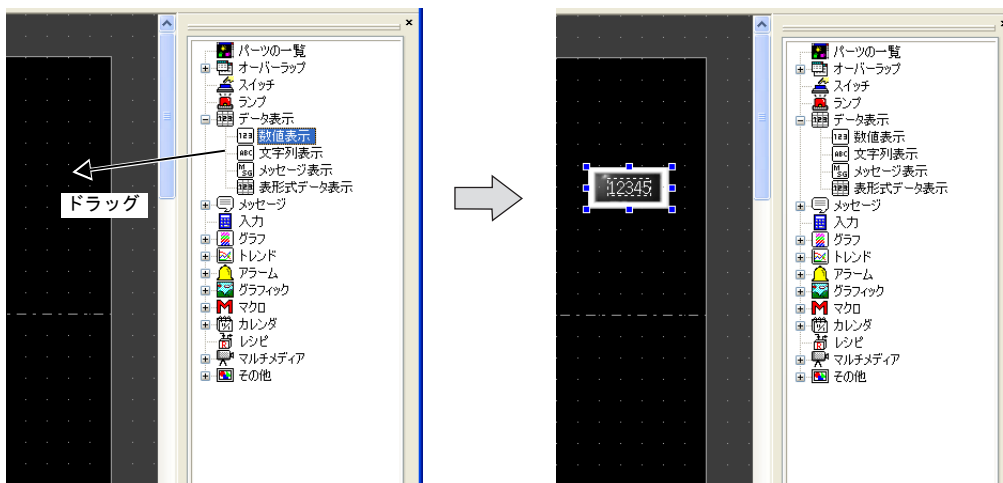 パーツの一覧
オーバーラップ
スイッチ
ランプ
データ表示
123 数値表示
ABC 文字列表示
MSG メッセージ表示
123 表形式データ表示
メッセージ
入力
グラフ
トレンド
アラーム
グラフィック
マクロ
カレンダ
レシピ
マルチメディア
その他
ドラッグ
12345
パーツの一覧
オーバーラップ
スイッチ
ランプ
データ表示
123 数値表示
ABC 文字列表示
MSG メッセージ表示
123 表形式データ表示
メッセージ
入力
グラフ
トレンド
アラーム
グラフィック
マクロ
カレンダ
レシピ
マルチメディア
その他